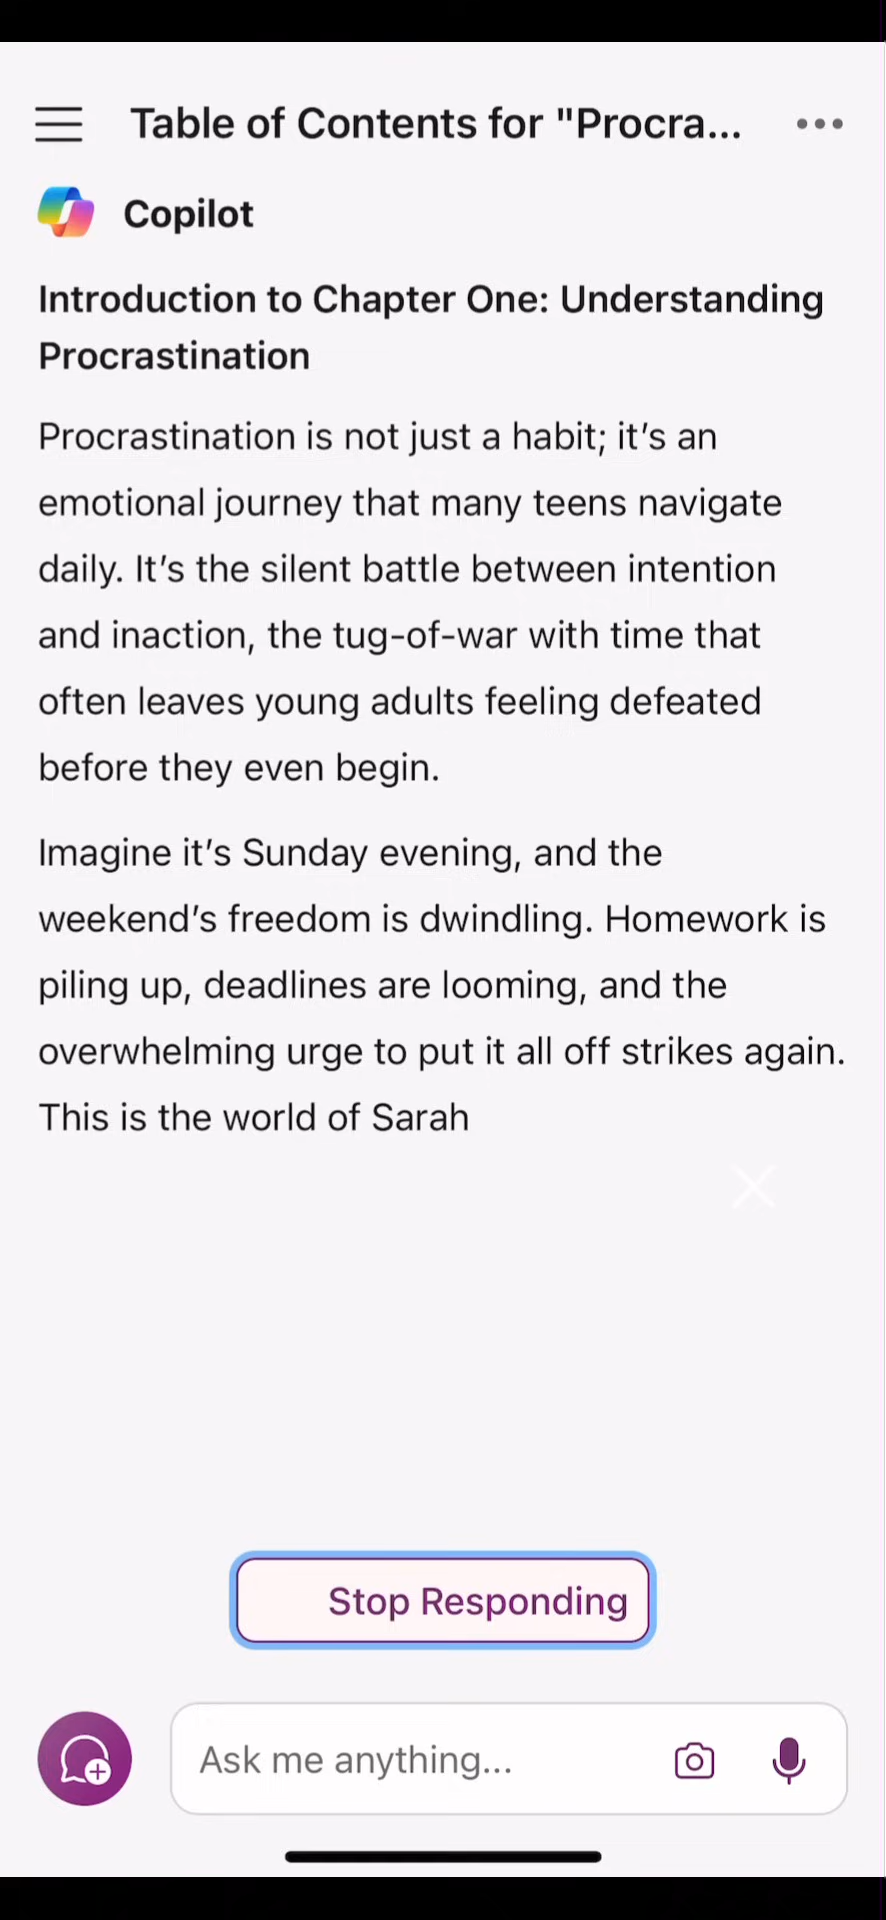 Table of Contents for "Procra...
Copilot
Introduction to Chapter One: Understanding
Procrastination
Procrastination is not just a habit; it’s an
emotional journey that many teens navigate
daily. It’s the silent battle between intention
and inaction, the tug-of-war with time that
often leaves young adults feeling defeated
before they even begin.
Imagine it’s Sunday evening, and the
weekend’s freedom is dwindling. Homework is
piling up, deadlines are looming, and the
overwhelming urge to put it all off strikes again.
This is the world of Sarah
Stop Responding
Ask me anything...